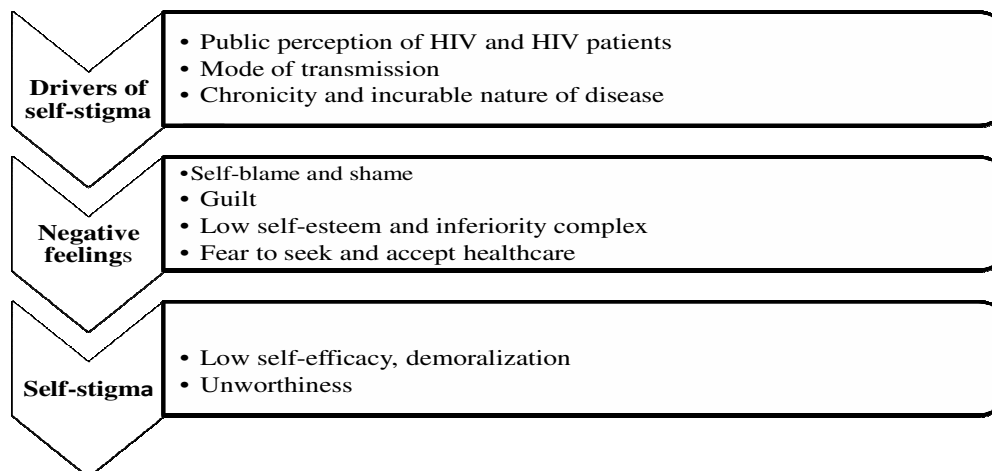 Drivers of
self-stigma
• Public perception of HIV and HIV patients
• Mode of transmission
• Chronicity and incurable nature of disease
Negative
feelings
•Self-blame and shame
• Guilt
• Low self-esteem and inferiority complex
• Fear to seek and accept healthcare
Self-stigma
• Low self-efficacy, demoralization
• Unworthiness